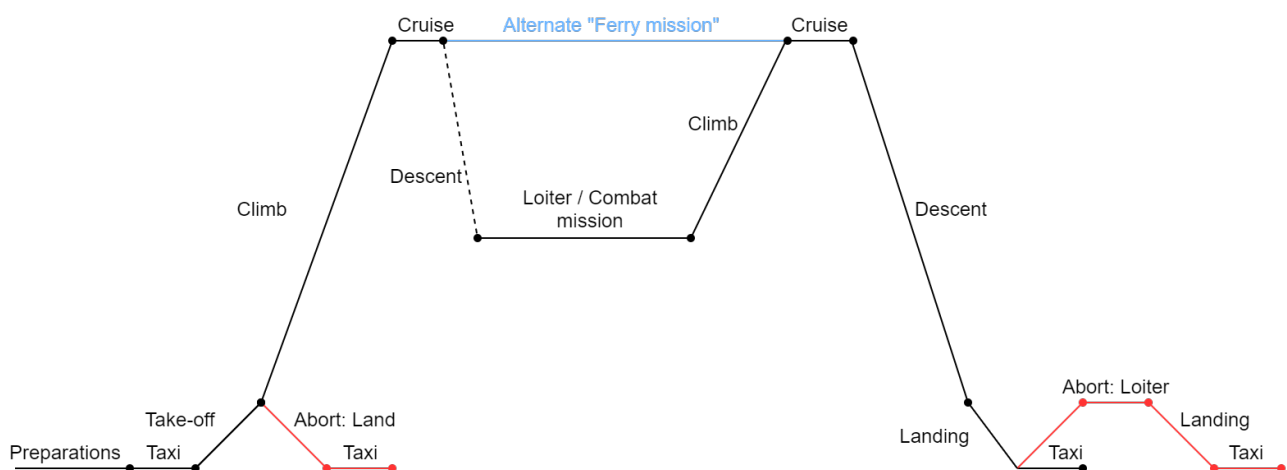 Cruise
Alternate "Ferry mission"
Cruise
Climb
Descent
Loiter / Combat
mission
Climb
Descent
Preparations
Taxi
Take-off
Abort: Land
Taxi
Landing
Taxi
Abort: Loiter
Landing
Taxi